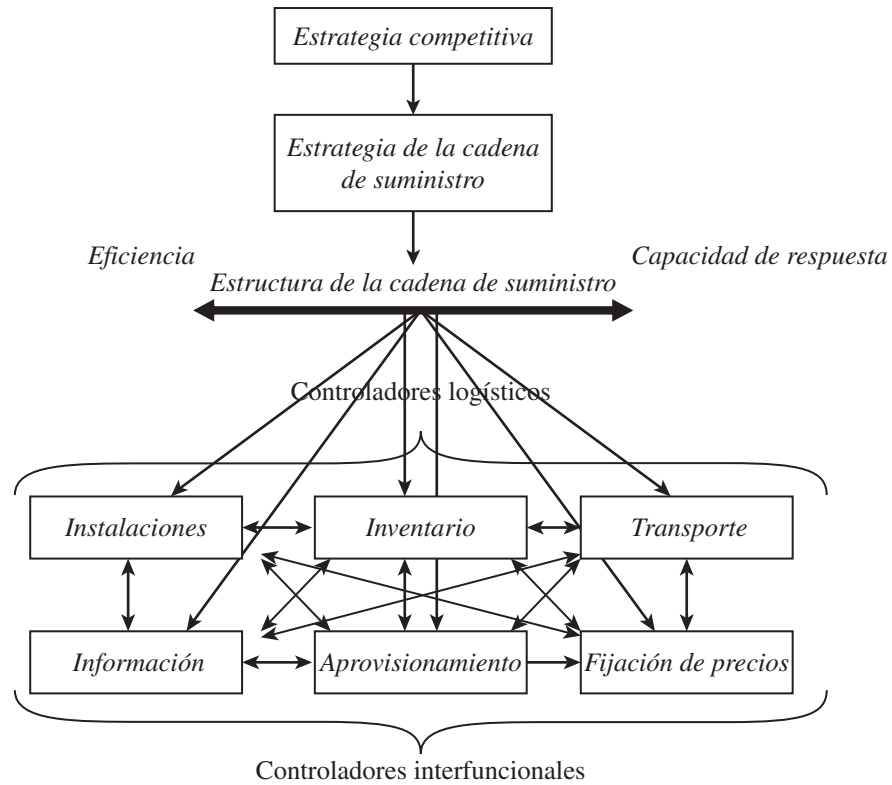 Estrategia competitiva
Estrategia de la cadena
de suministro
Eficiencia
Capacidad de respuesta
Estructura de la cadena de suministro
Controladores logísticos
Instalaciones
Inventario
Transporte
Información
Aprovisionamiento
Fijación de precios
Controladores interfuncionales